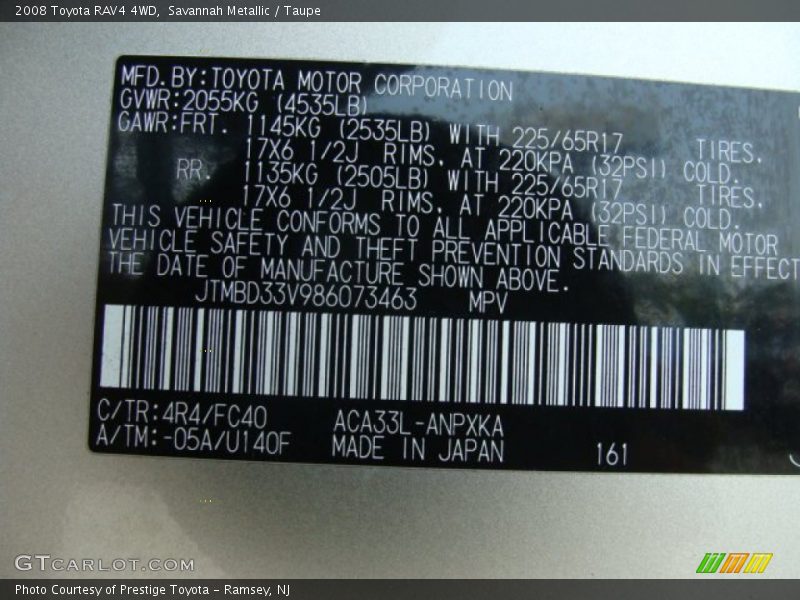 2008 Toyota RAV4 4WD, Savannah Metallic / Taupe
MFD.BY:TOYOTA MOTOR CORPORATION
GVWR:2055KG (4535LB)
GAWR:FRT. 1145KG (2535LB) WITH 225/65R17 TIRES,
17X6 1/2J RIMS, AT 220KPA (32PSI) COLD.
RR. 1135KG (2505LB) WITH 225/65R17 TIRES,
17X6 1/2J RIMS, AT 220KPA (32PSI) COLD.
THIS VEHICLE CONFORMS TO ALL APPLICABLE FEDERAL MOTOR
VEHICLE SAFETY AND THEFT PREVENTION STANDARDS IN EFFECT
THE DATE OF MANUFACTURE SHOWN ABOVE.
JTMBD33V986073463 MPV
C/TR:4R4/FC40 ACA33L-ANPXKA
A/TM:-05A/U140F MADE IN JAPAN 161
GTCARLOT.COM
Photo Courtesy of Prestige Toyota - Ramsey, NJ